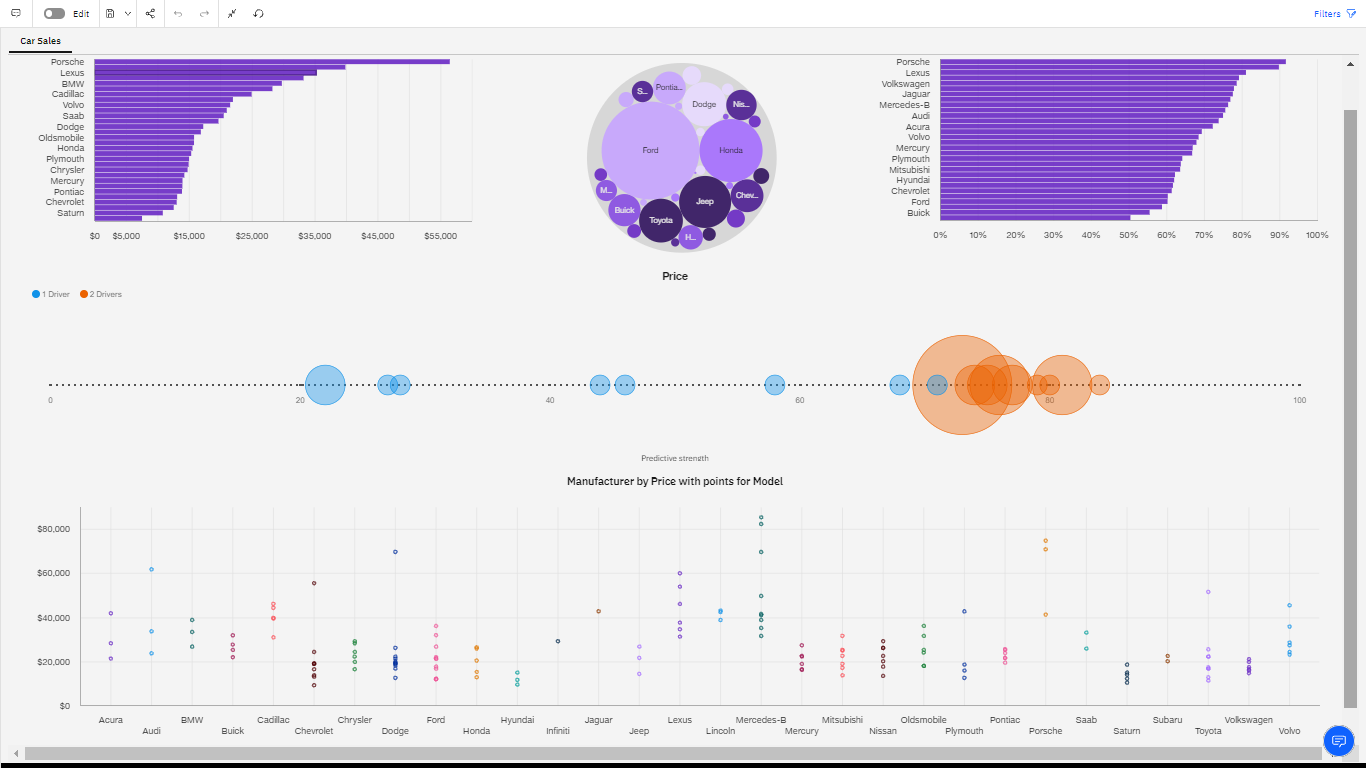 Edit
Filters
Car Sales
Porsche
Lexus
BMW
Cadillac
Volvo
Saab
Dodge
Oldsmobile
Honda
Plymouth
Chrysler
Mercury
Pontiac
Chevrolet
Saturn
$0 $5,000 $15,000 $25,000 $35,000 $45,000 $55,000
S...
Pontia...
Dodge
Nis...
Ford
Honda
M...
Buick
Toyota
Jeep
Chev...
H...
Porsche
Lexus
Volkswagen
Jaguar
Mercedes-B
Audi
Acura
Volvo
Mercury
Plymouth
Mitsubishi
Hyundai
Chevrolet
Ford
Buick
0% 10% 20% 30% 40% 50% 60% 70% 80% 90% 100%
Price
1 Driver 2 Drivers
0 20 40 60 80 100
Predictive strength
Manufacturer by Price with points for Model
$80,000
$60,000
$40,000
$20,000
$0
Acura BMW Cadillac Chrysler Ford Hyundai Jaguar Lexus Mercedes-B Mitsubishi Oldsmobile Pontiac Saab Subaru Volkswagen
Audi Buick Chevrolet Dodge Honda Infiniti Jeep Lincoln Mercury Nissan Plymouth Porsche Saturn Toyota Volvo